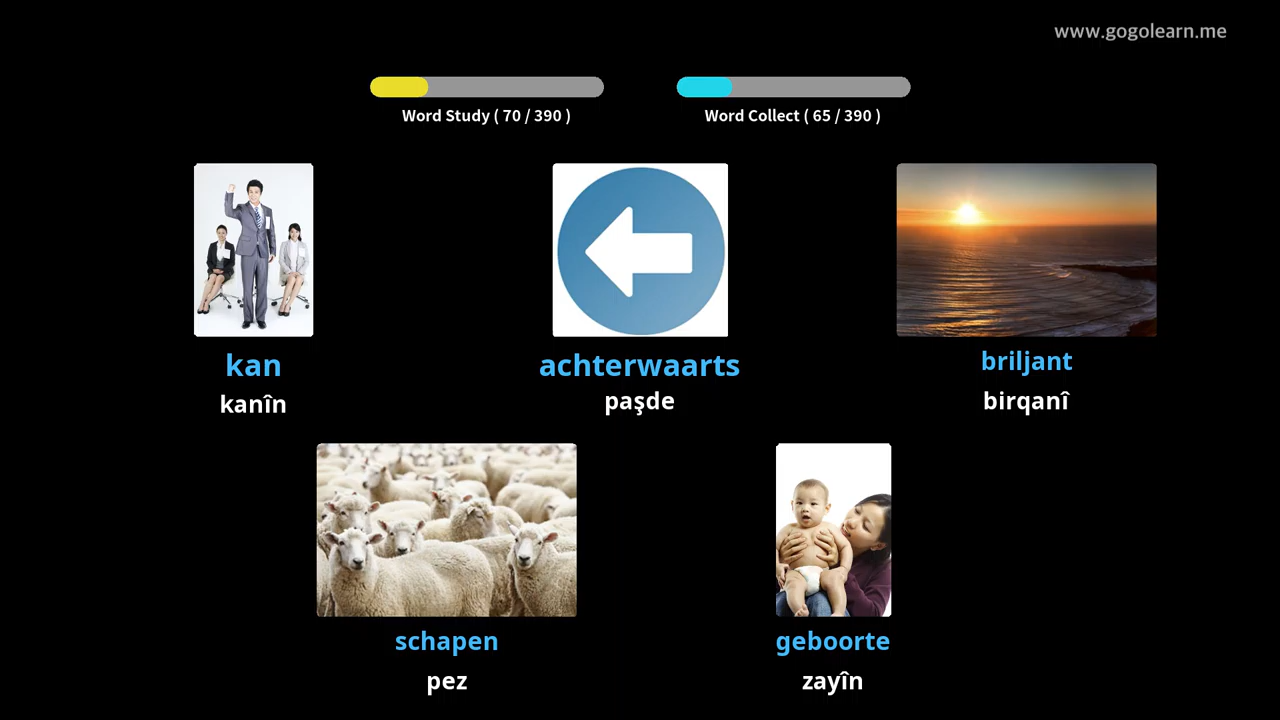 www.gogolearn.me
Word Study ( 70 / 390 )
Word Collect ( 65 / 390 )
kan
kanîn
achterwaarts
paşde
briljant
birqanî
schapen
pez
geboorte
zayîn